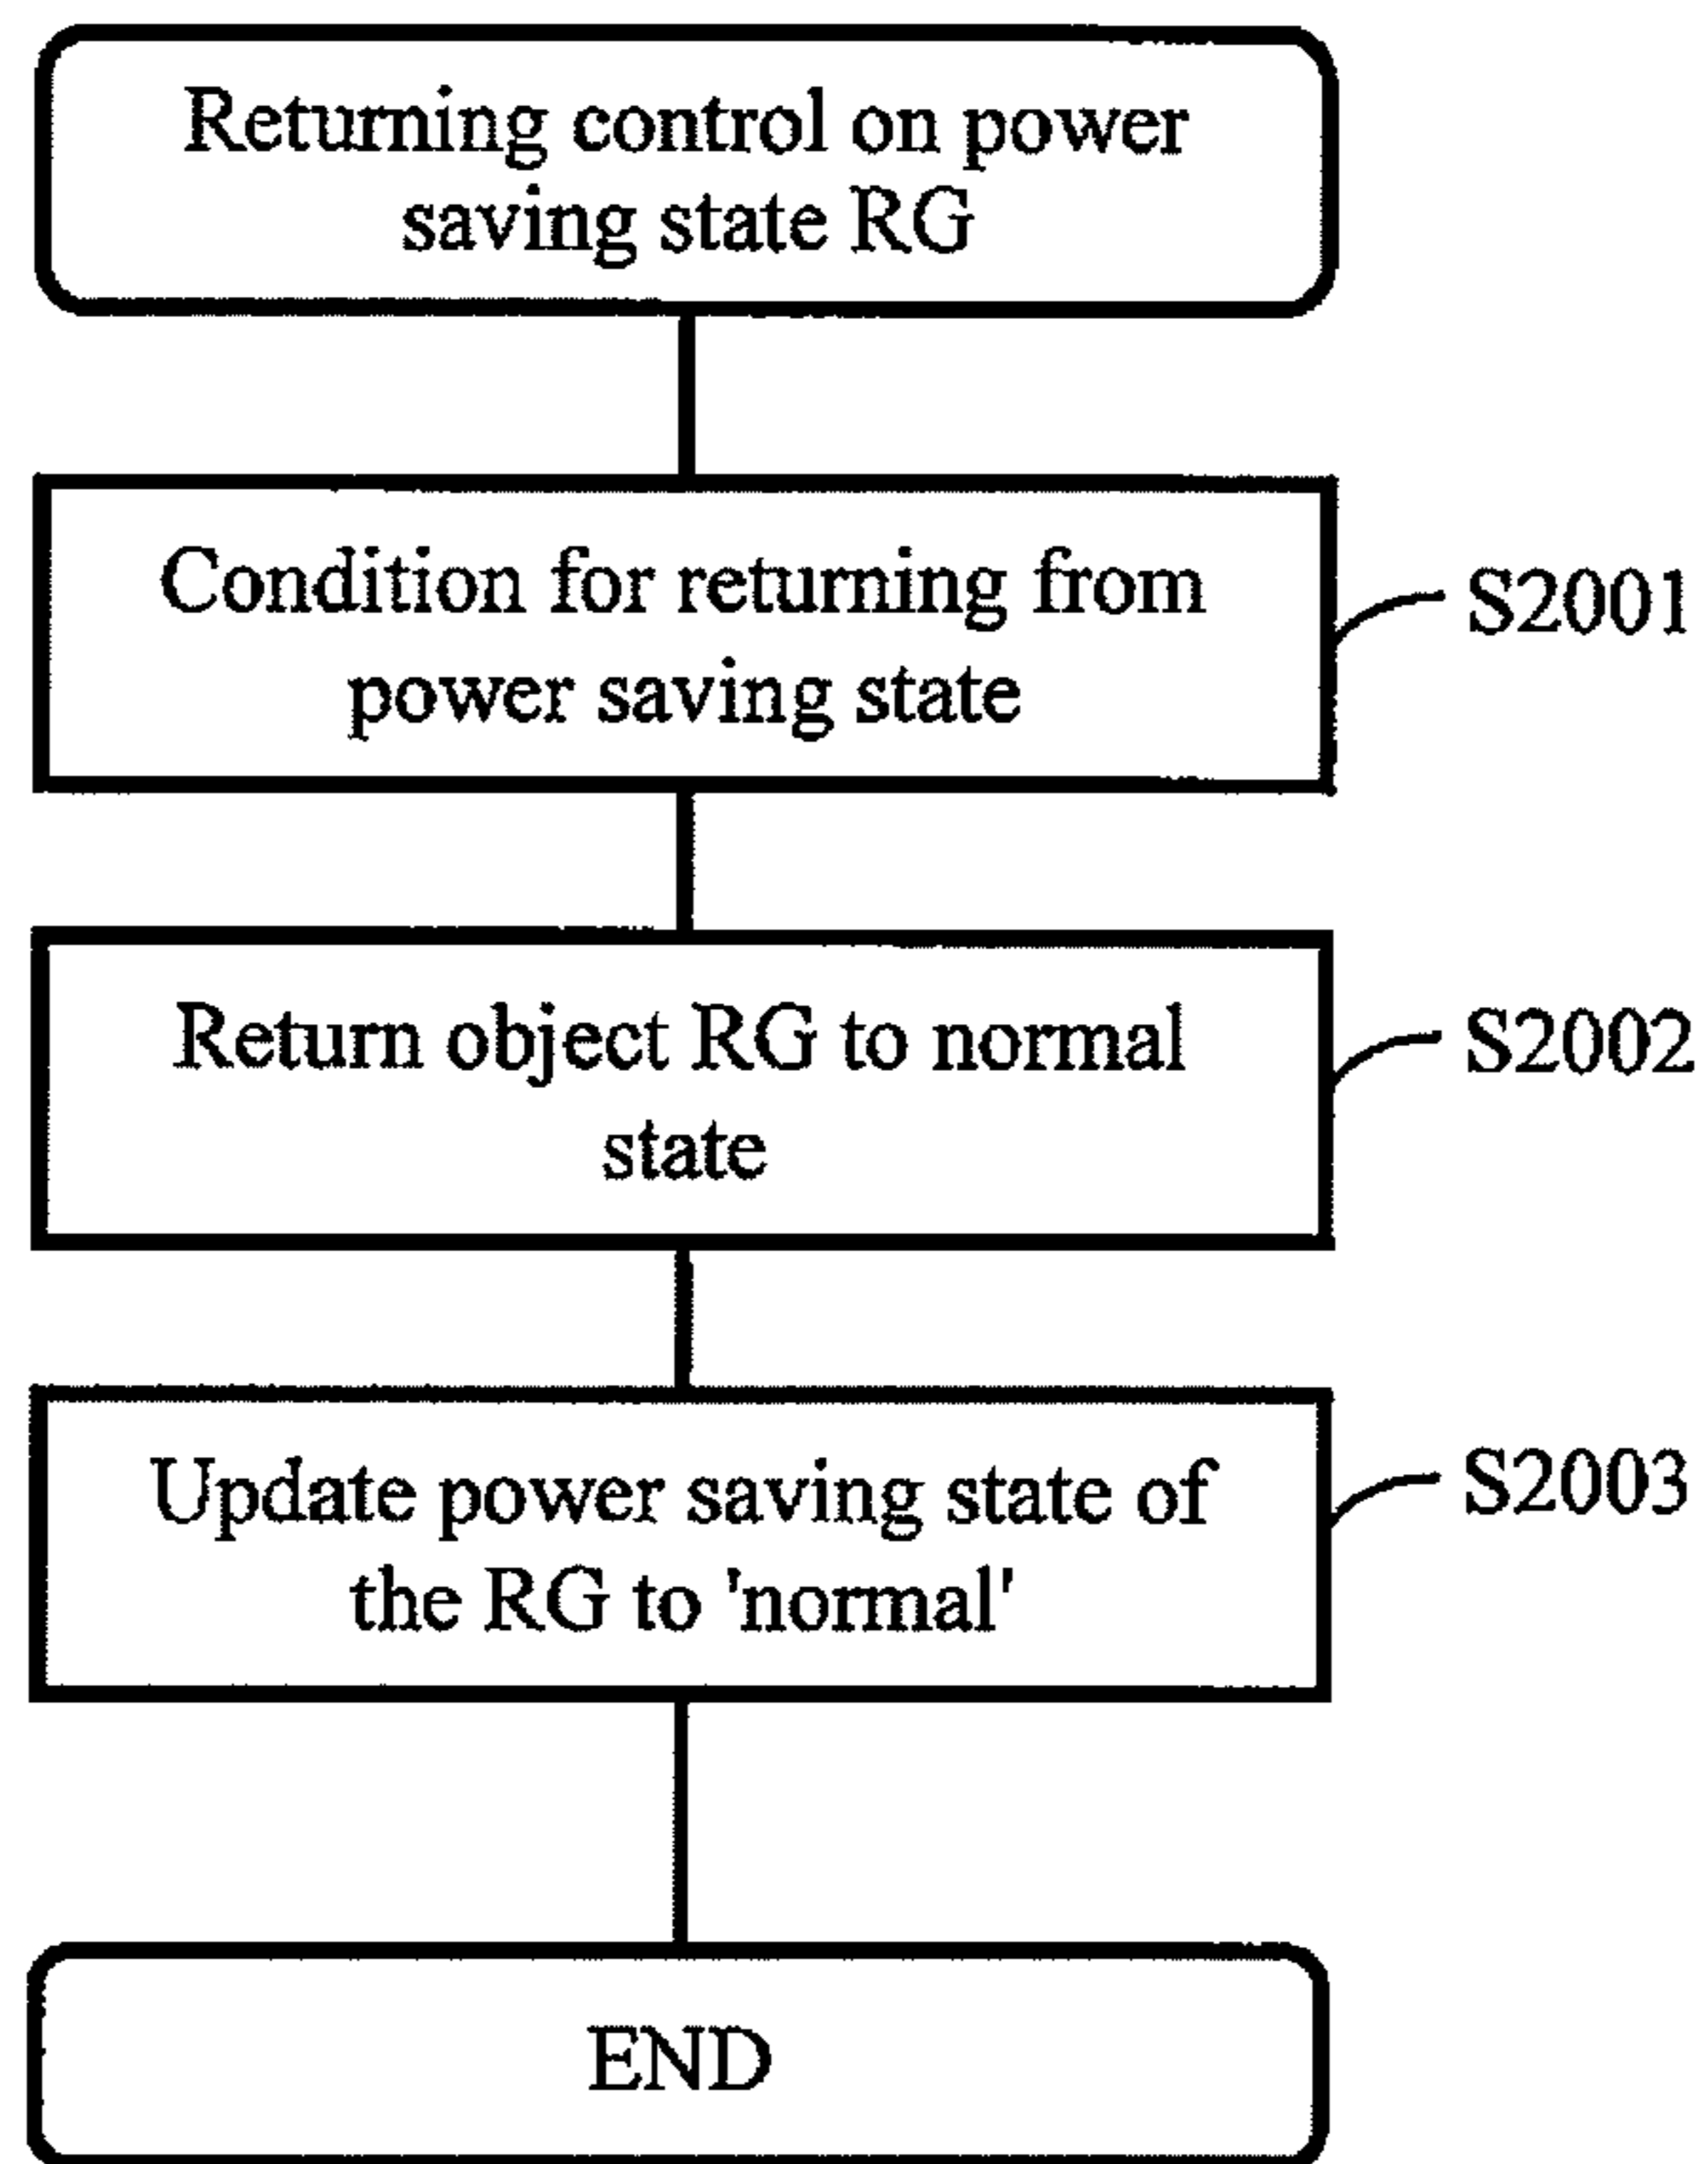 Returning control on power
saving state RG
Condition for returning from
power saving state
S2001
Return object RG to normal
state
S2002
Update power saving state of
the RG to 'normal'
S2003
END